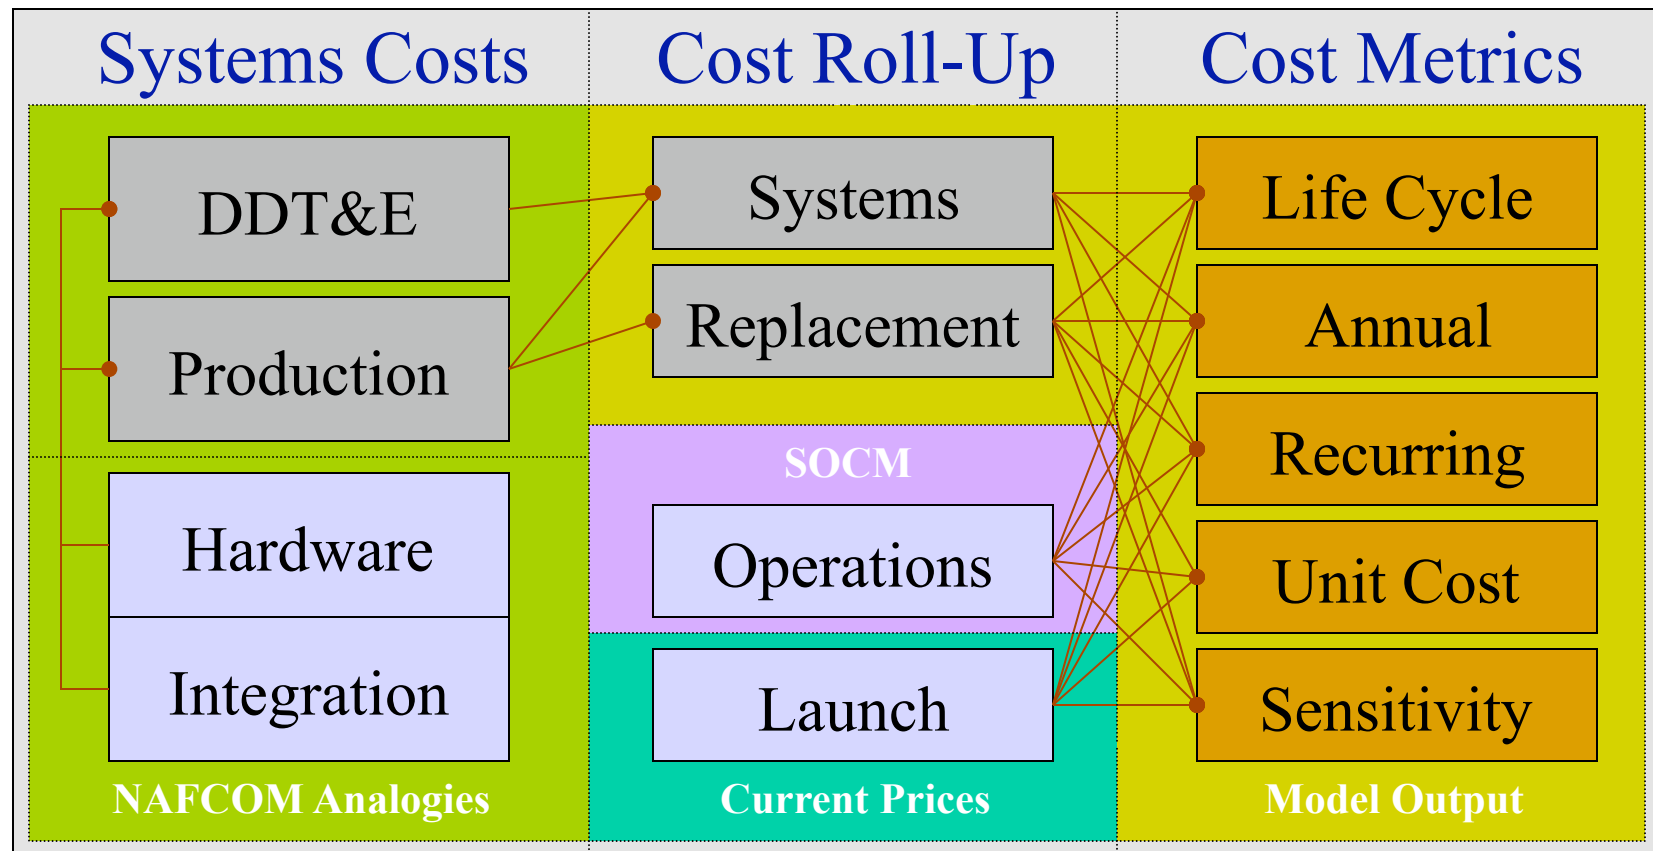 Systems Costs
Cost Roll-Up
Cost Metrics
DDT&E
Production
Hardware
Integration
NAFCOM Analogies
Systems
Replacement
SOCM
Operations
Launch
Current Prices
Life Cycle
Annual
Recurring
Unit Cost
Sensitivity
Model Output